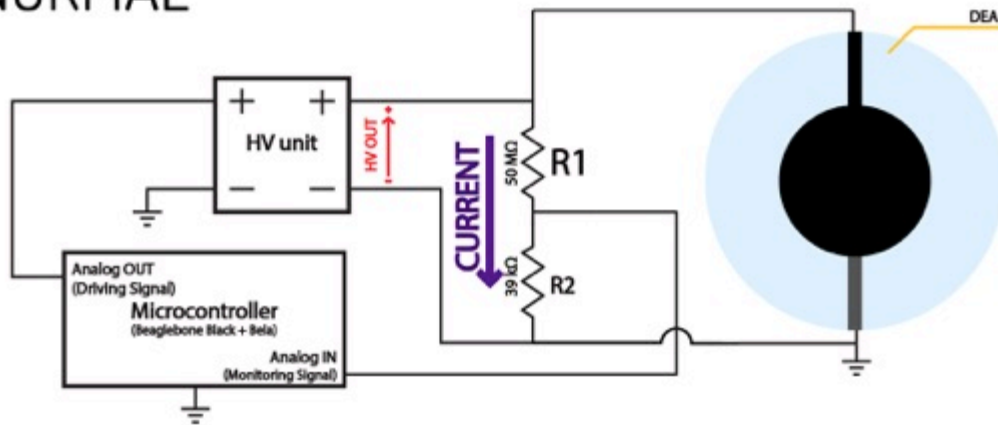 NORMAL
DEA
+ +
HV unit
− −
HV OUT
+
-
CURRENT
50 MΩ
R1
39 kΩ
R2
Analog OUT
(Driving Signal)
Microcontroller
(Beaglebone Black + Bela)
Analog IN
(Monitoring Signal)